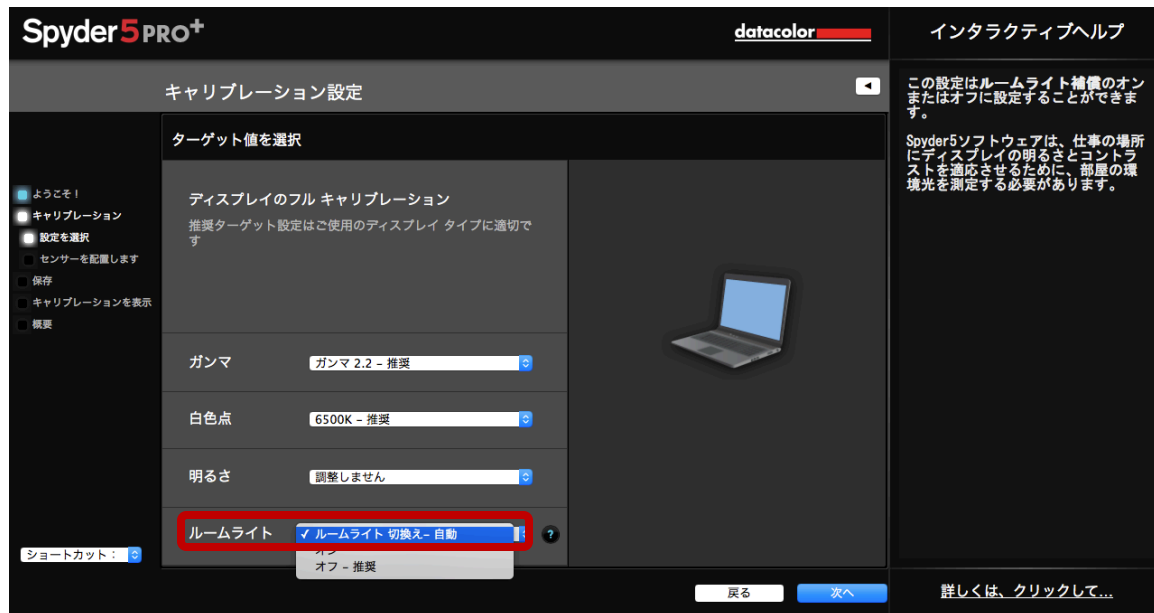 Spyder5PRO+
datacolor
インタラクティブヘルプ
キャリブレーション設定
この設定はルームライト補償のオン
またはオフに設定することができま
す。
Spyder5ソフトウェアは、仕事の場所
にディスプレイの明るさとコントラ
ストを適応させるために、部屋の環
境光を測定する必要があります。
ターゲット値を選択
ようこそ！
キャリブレーション
設定を選択
センサーを配置します
保存
キャリブレーションを表示
概要
ディスプレイのフル キャリブレーション
推奨ターゲット設定はご使用のディスプレイ タイプに適切で
す
ガンマ ガンマ 2.2 – 推奨
白色点 6500K – 推奨
明るさ 調整しません
ルームライト ✓ ルームライト 切換え– 自動 ?
オフ – 推奨
ショートカット：
戻る 次へ
詳しくは、クリックして...